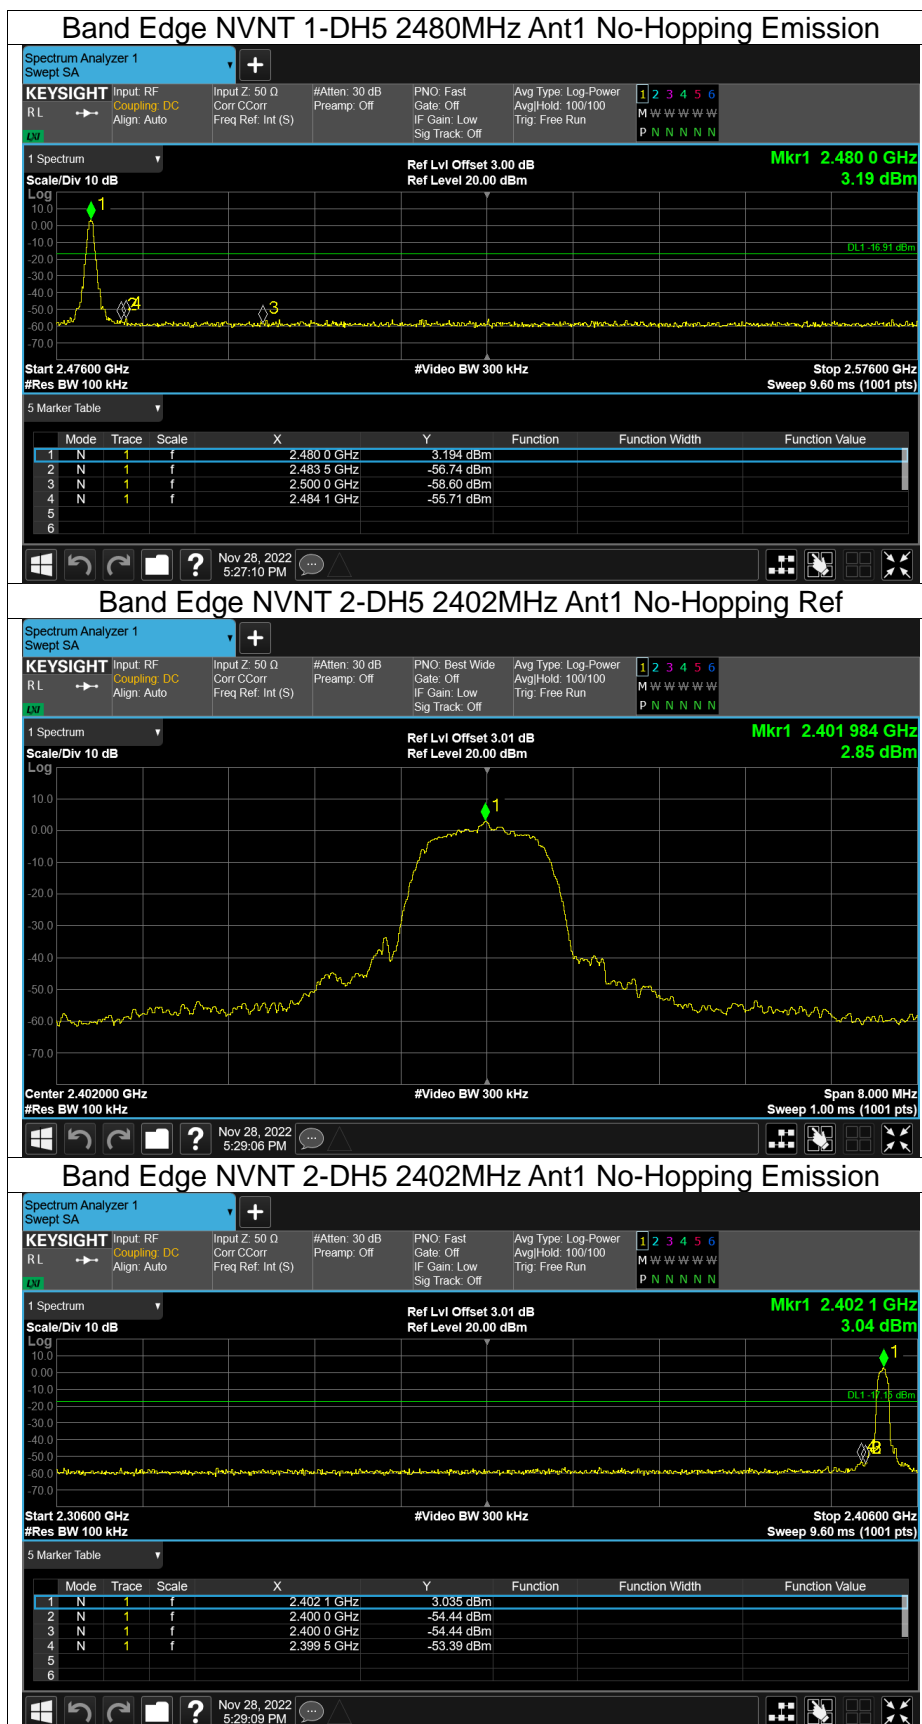 Band Edge NVNT 1-DH5 2480MHz Ant1 No-Hopping Emission
Spectrum Analyzer 1
Swept SA
KEYSIGHT Input: RF Input Z: 50 Ω #Atten: 30 dB PNO: Fast Avg Type: Log-Power 1 2 3 4 5 6
R L Coupling: DC Corr CCorr Preamp: Off Gate: Off Avg|Hold: 100/100 M W W W W W
Align: Auto Freq Ref: Int (S) IF Gain: Low Trig: Free Run
LXI Sig Track: Off P N N N N N
1 Spectrum Ref Lvl Offset 3.00 dB Mkr1 2.480 0 GHz
Scale/Div 10 dB Ref Level 20.00 dBm 3.19 dBm
Log
10.0 1
0.00
-10.0 DL1 -16.91 dBm
-20.0
-30.0
-40.0
-50.0 2 4 3
-60.0
-70.0
Start 2.47600 GHz #Video BW 300 kHz Stop 2.57600 GHz
#Res BW 100 kHz Sweep 9.60 ms (1001 pts)
5 Marker Table
Mode Trace Scale X Y Function Function Width Function Value
1 N 1 f 2.480 0 GHz 3.194 dBm
2 N 1 f 2.483 5 GHz -56.74 dBm
3 N 1 f 2.500 0 GHz -58.60 dBm
4 N 1 f 2.484 1 GHz -55.71 dBm
5
6
? Nov 28, 2022
5:27:10 PM
Band Edge NVNT 2-DH5 2402MHz Ant1 No-Hopping Ref
Spectrum Analyzer 1
Swept SA
KEYSIGHT Input: RF Input Z: 50 Ω #Atten: 30 dB PNO: Best Wide Avg Type: Log-Power 1 2 3 4 5 6
R L Coupling: DC Corr CCorr Preamp: Off Gate: Off Avg|Hold: 100/100 M W W W W W
Align: Auto Freq Ref: Int (S) IF Gain: Low Trig: Free Run
LXI Sig Track: Off P N N N N N
1 Spectrum Ref Lvl Offset 3.01 dB Mkr1 2.401 984 GHz
Scale/Div 10 dB Ref Level 20.00 dBm 2.85 dBm
Log
10.0 1
0.00
-10.0
-20.0
-30.0
-40.0
-50.0
-60.0
-70.0
Center 2.402000 GHz #Video BW 300 kHz Span 8.000 MHz
#Res BW 100 kHz Sweep 1.00 ms (1001 pts)
? Nov 28, 2022
5:29:06 PM
Band Edge NVNT 2-DH5 2402MHz Ant1 No-Hopping Emission
Spectrum Analyzer 1
Swept SA
KEYSIGHT Input: RF Input Z: 50 Ω #Atten: 30 dB PNO: Fast Avg Type: Log-Power 1 2 3 4 5 6
R L Coupling: DC Corr CCorr Preamp: Off Gate: Off Avg|Hold: 100/100 M W W W W W
Align: Auto Freq Ref: Int (S) IF Gain: Low Trig: Free Run
LXI Sig Track: Off P N N N N N
1 Spectrum Ref Lvl Offset 3.01 dB Mkr1 2.402 1 GHz
Scale/Div 10 dB Ref Level 20.00 dBm 3.04 dBm
Log
10.0 1
0.00
-10.0 DL1 -17.15 dBm
-20.0
-30.0
-40.0 4
-50.0
-60.0
-70.0
Start 2.30600 GHz #Video BW 300 kHz Stop 2.40600 GHz
#Res BW 100 kHz Sweep 9.60 ms (1001 pts)
5 Marker Table
Mode Trace Scale X Y Function Function Width Function Value
1 N 1 f 2.402 1 GHz 3.035 dBm
2 N 1 f 2.400 0 GHz -54.44 dBm
3 N 1 f 2.400 0 GHz -54.44 dBm
4 N 1 f 2.399 5 GHz -53.39 dBm
5
6
? Nov 28, 2022
5:29:09 PM